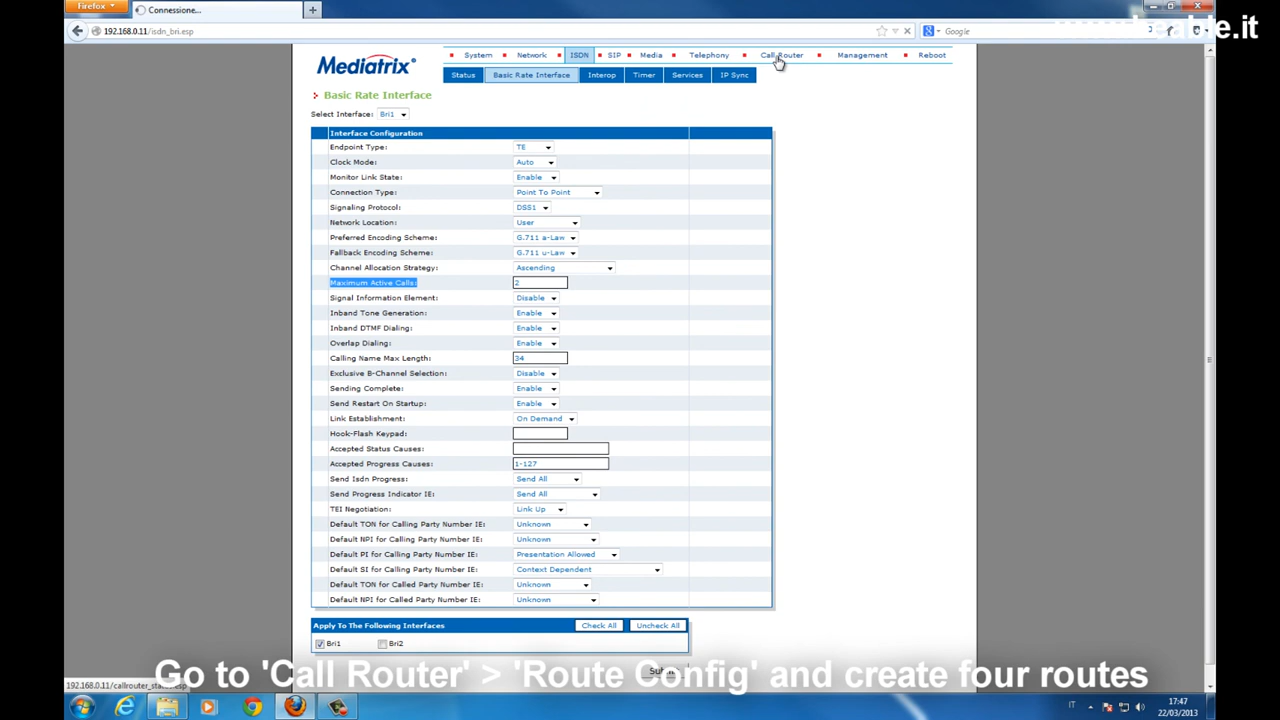 Firefox
Connessione...
192.168.0.11/isdn_bri.esp
Google
Mediatrix
System Network ISDN SIP Media Telephony Call Router Management Reboot
Status Basic Rate Interface Interop Timer Services IP Sync
Basic Rate Interface
Select Interface: Bri1
Interface Configuration
Endpoint Type: TE
Clock Mode: Auto
Monitor Link State: Enable
Connection Type: Point To Point
Signaling Protocol: DSS1
Network Location: User
Preferred Encoding Scheme: G.711 a-Law
Fallback Encoding Scheme: G.711 u-Law
Channel Allocation Strategy: Ascending
Maximum Active Calls: 2
Signal Information Element: Disable
Inband Tone Generation: Enable
Inband DTMF Dialing: Enable
Overlap Dialing: Enable
Calling Name Max Length: 34
Exclusive B-Channel Selection: Disable
Sending Complete: Enable
Send Restart On Startup: Enable
Link Establishment: On Demand
Hook-Flash Keypad:
Accepted Status Causes:
Accepted Progress Causes: 1-127
Send Isdn Progress: Send All
Send Progress Indicator IE: Send All
TEI Negotiation: Link Up
Default TON for Calling Party Number IE: Unknown
Default NPI for Calling Party Number IE: Unknown
Default PI for Calling Party Number IE: Presentation Allowed
Default SI for Calling Party Number IE: Context Dependent
Default TON for Called Party Number IE: Unknown
Default NPI for Called Party Number IE: Unknown
Apply To The Following Interfaces Check All Uncheck All
Bri1 Bri2
Go to 'Call Router' > 'Route Config' and create four routes
192.168.0.11/callrouter_status.esp
IT
17:47
22/03/2013